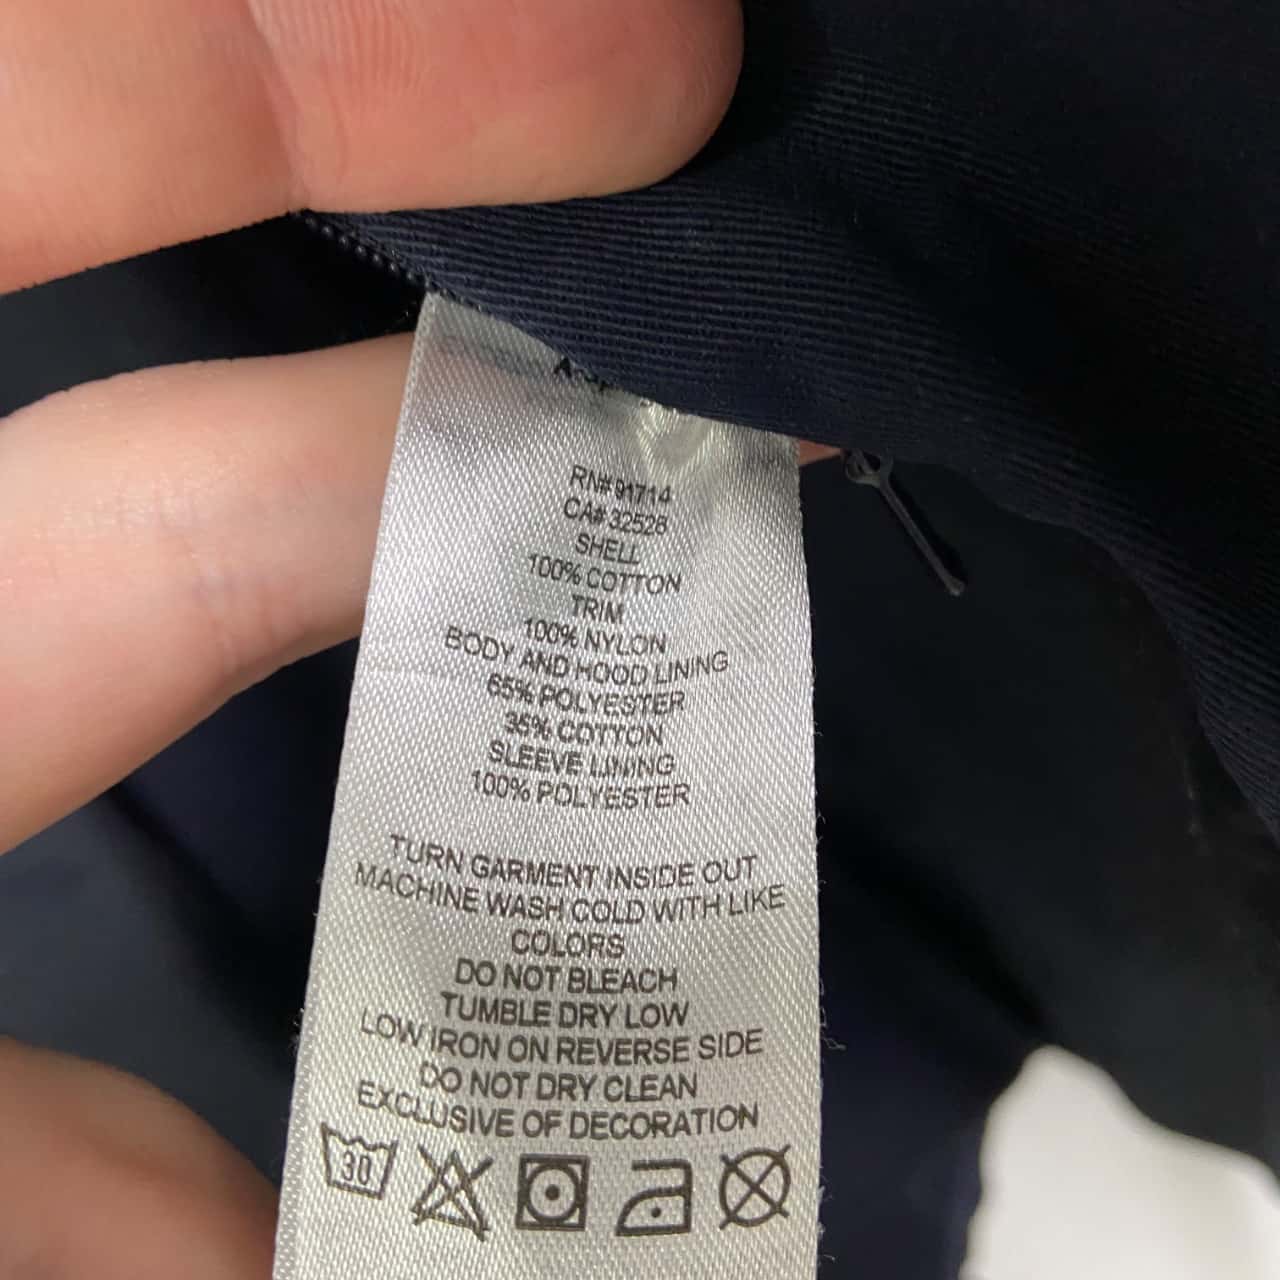 RN# 91714
CA# 32526
SHELL
100% COTTON
TRIM
100% NYLON
BODY AND HOOD LINING
65% POLYESTER
35% COTTON
SLEEVE LINING
100% POLYESTER
TURN GARMENT INSIDE OUT
MACHINE WASH COLD WITH LIKE
COLORS
DO NOT BLEACH
TUMBLE DRY LOW
LOW IRON ON REVERSE SIDE
DO NOT DRY CLEAN
EXCLUSIVE OF DECORATION
30